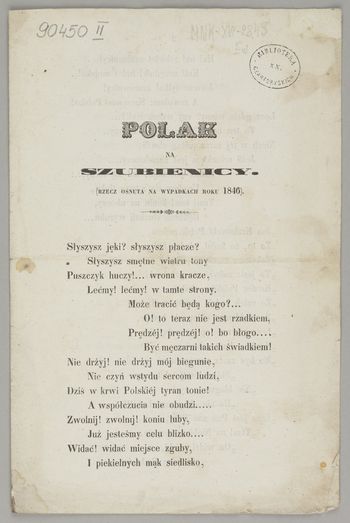 90450 II
MNK-XV-9843
BIBLIOTEKA
XX.
CZARTORYSKICH
POLAK
NA
SZUBIENICY.
(RZECZ OSNUTA NA WYPADKACH ROKU 1846).
Słyszysz jęki? słyszysz płacze?
Słyszysz smętne wiatru tony
Puszczyk huczy!... wrona kracze,
Lećmy! lećmy! w tamte strony.
Może tracić będą kogo?...
O! to teraz nie jest rzadkiem,
Prędzéj! prędzéj! o! bo błogo....
Być męczarni takich świadkiem!
Nie drżyj! nie drżyj mój biegunie,
Nie czyń wstydu sercom ludzi,
Dziś w krwi Polskiéj tyran tonie!
A współczucia nie obudzi.....
Zwolnij! zwolnij! koniu luby,
Już jesteśmy celu blizko....
Widać! widać miejsce zguby,
I piekielnych mąk siedlisko,